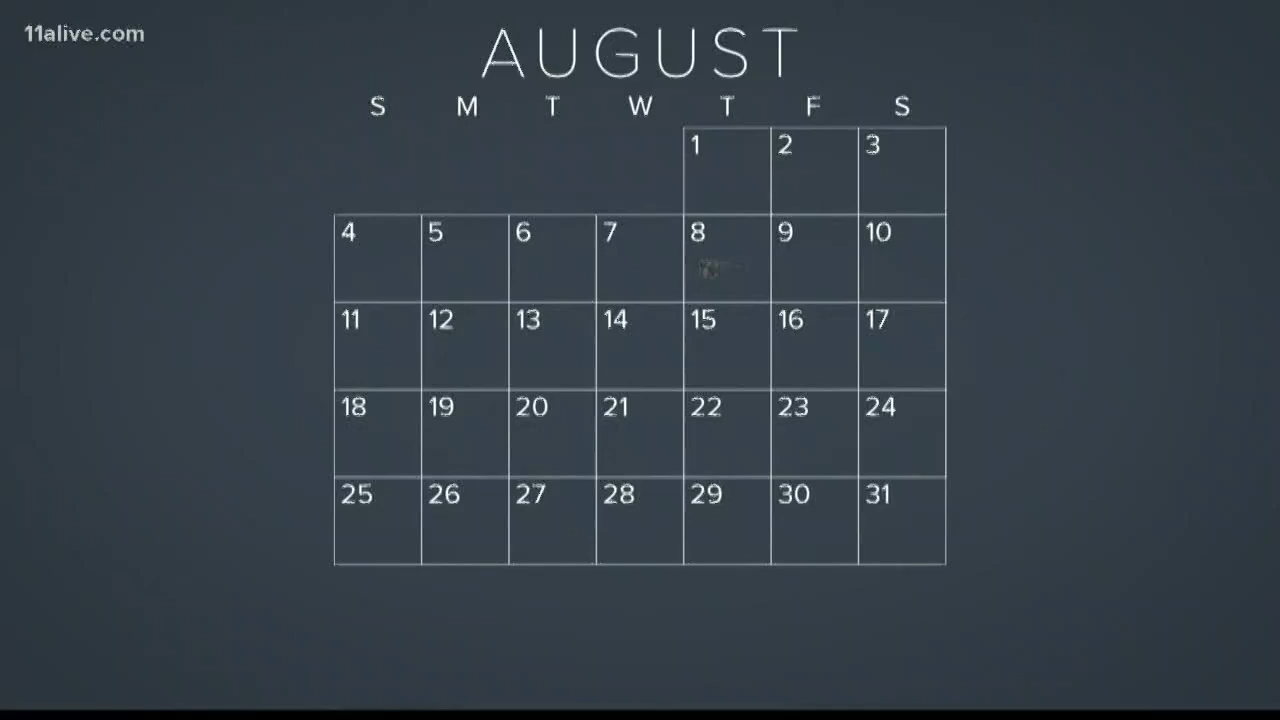 11alive.com
AUGUST
S M T W T F S
1 2 3
4 5 6 7 8 9 10
11 12 13 14 15 16 17
18 19 20 21 22 23 24
25 26 27 28 29 30 31